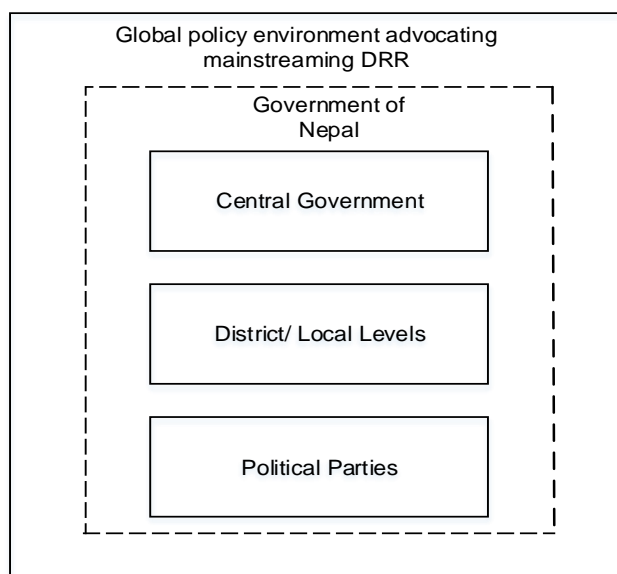 Global policy environment advocating
mainstreaming DRR
Government of
Nepal
Central Government
District/ Local Levels
Political Parties